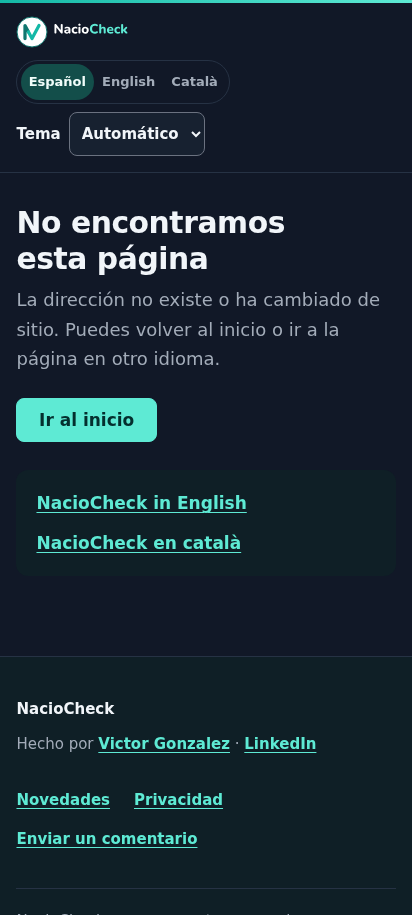 NacioCheck
Español English Català
Tema Automático
No encontramos
esta página
La dirección no existe o ha cambiado de
sitio. Puedes volver al inicio o ir a la
página en otro idioma.
Ir al inicio
NacioCheck in English
NacioCheck en català
NacioCheck
Hecho por Victor Gonzalez · LinkedIn
Novedades Privacidad
Enviar un comentario